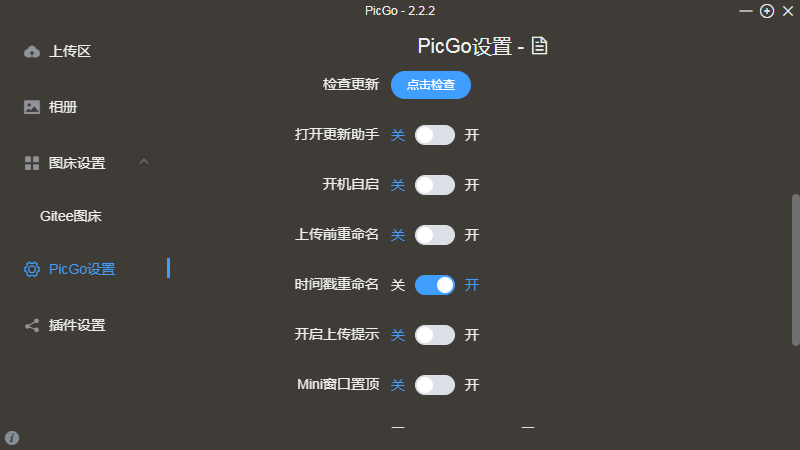 PicGo - 2.2.2
上传区
相册
图床设置
Gitee图床
PicGo设置
插件设置
PicGo设置 -
检查更新 点击检查
打开更新助手 关 开
开机自启 关 开
上传前重命名 关 开
时间戳重命名 关 开
开启上传提示 关 开
Mini窗口置顶 关 开